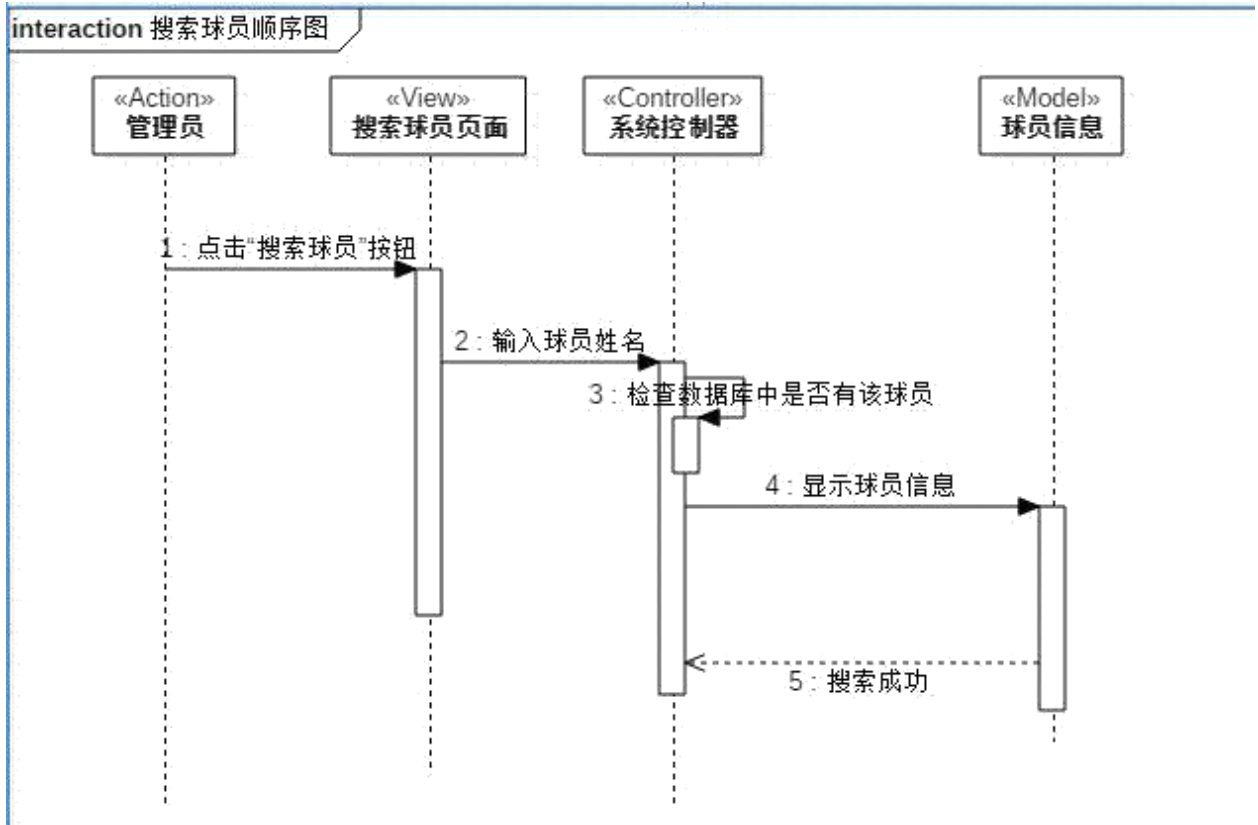 interaction 搜索球员顺序图
«Action»
管理员
«View»
搜索球员页面
«Controller»
系统控制器
«Model»
球员信息
1 : 点击“搜索球员”按钮
2 : 输入球员姓名
3 : 检查数据库中是否有该球员
4 : 显示球员信息
5 : 搜索成功